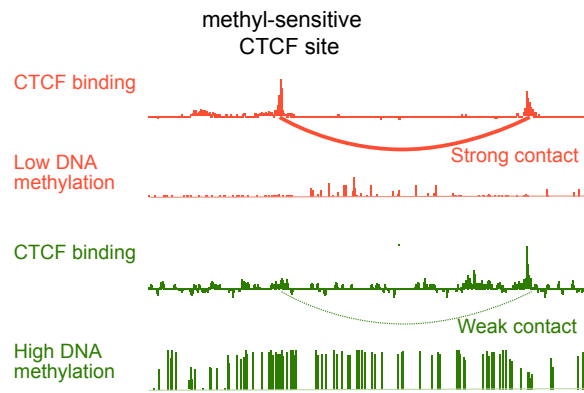 methyl-sensitive
CTCF site
CTCF binding
Strong contact
Low DNA
methylation
CTCF binding
Weak contact
High DNA
methylation